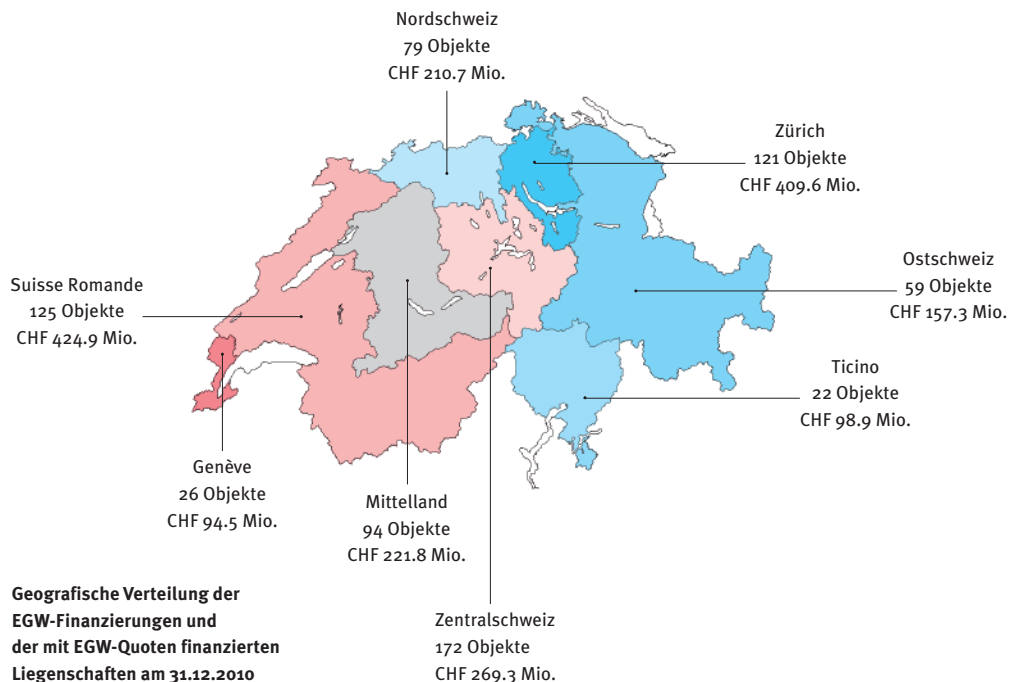 Nordschweiz
79 Objekte
CHF 210.7 Mio.
Zürich
121 Objekte
CHF 409.6 Mio.
Ostschweiz
59 Objekte
CHF 157.3 Mio.
Suisse Romande
125 Objekte
CHF 424.9 Mio.
Ticino
22 Objekte
CHF 98.9 Mio.
Genève
26 Objekte
CHF 94.5 Mio.
Mittelland
94 Objekte
CHF 221.8 Mio.
Zentralschweiz
172 Objekte
CHF 269.3 Mio.
Geografische Verteilung der
EGW-Finanzierungen und
der mit EGW-Quoten finanzierten
Liegenschaften am 31.12.2010